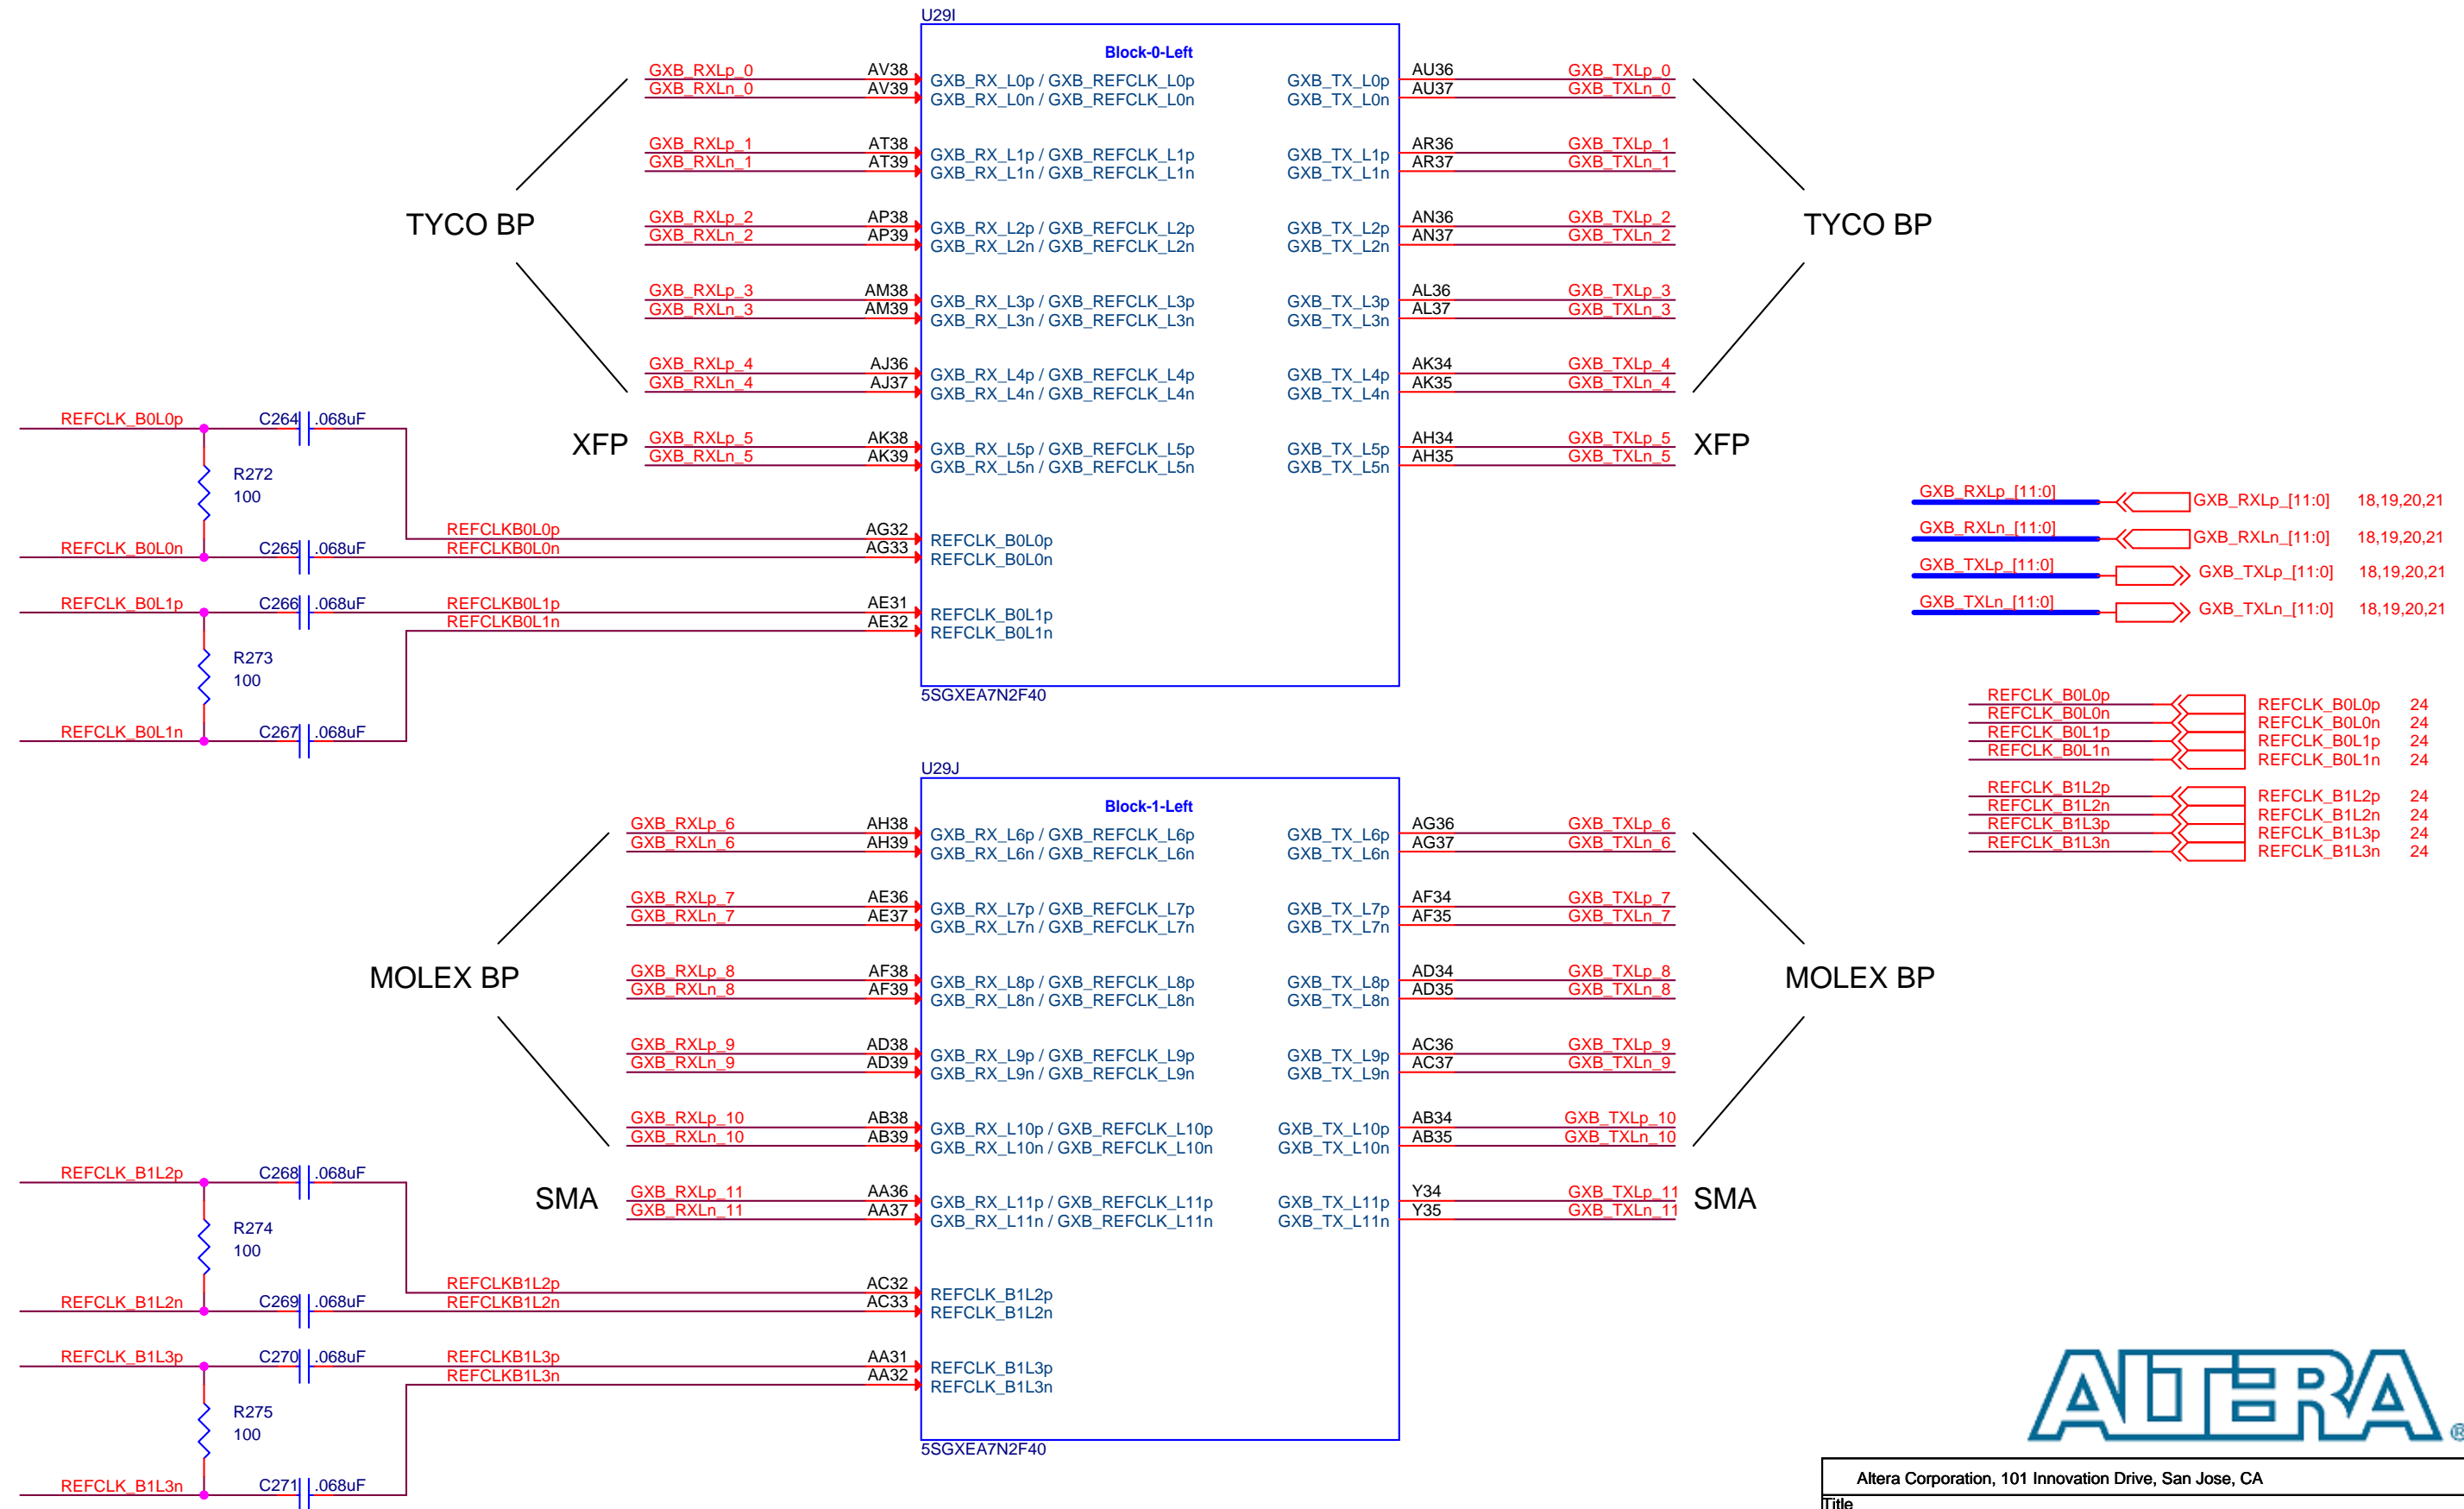 U29I
Block-0-Left
GXB_RXLp_0 AV38 GXB_RX_L0p / GXB_REFCLK_L0p GXB_TX_L0p AU36 GXB_TXLp_0
GXB_RXLn_0 AV39 GXB_RX_L0n / GXB_REFCLK_L0n GXB_TX_L0n AU37 GXB_TXLn_0
GXB_RXLp_1 AT38 GXB_RX_L1p / GXB_REFCLK_L1p GXB_TX_L1p AR36 GXB_TXLp_1
GXB_RXLn_1 AT39 GXB_RX_L1n / GXB_REFCLK_L1n GXB_TX_L1n AR37 GXB_TXLn_1
TYCO BP TYCO BP
GXB_RXLp_2 AP38 GXB_RX_L2p / GXB_REFCLK_L2p GXB_TX_L2p AN36 GXB_TXLp_2
GXB_RXLn_2 AP39 GXB_RX_L2n / GXB_REFCLK_L2n GXB_TX_L2n AN37 GXB_TXLn_2
GXB_RXLp_3 AM38 GXB_RX_L3p / GXB_REFCLK_L3p GXB_TX_L3p AL36 GXB_TXLp_3
GXB_RXLn_3 AM39 GXB_RX_L3n / GXB_REFCLK_L3n GXB_TX_L3n AL37 GXB_TXLn_3
GXB_RXLp_4 AJ36 GXB_RX_L4p / GXB_REFCLK_L4p GXB_TX_L4p AK34 GXB_TXLp_4
GXB_RXLn_4 AJ37 GXB_RX_L4n / GXB_REFCLK_L4n GXB_TX_L4n AK35 GXB_TXLn_4
XFP GXB_RXLp_5 AK38 GXB_RX_L5p / GXB_REFCLK_L5p GXB_TX_L5p AH34 GXB_TXLp_5 XFP
GXB_RXLn_5 AK39 GXB_RX_L5n / GXB_REFCLK_L5n GXB_TX_L5n AH35 GXB_TXLn_5
REFCLK_B0L0p C264 .068uF
R272
100
REFCLKB0L0p AG32 REFCLK_B0L0p
REFCLK_B0L0n C265 .068uF REFCLKB0L0n AG33 REFCLK_B0L0n
REFCLK_B0L1p C266 .068uF REFCLKB0L1p AE31 REFCLK_B0L1p
REFCLKB0L1n AE32 REFCLK_B0L1n
R273
100
REFCLK_B0L1n C267 .068uF
5SGXEA7N2F40
GXB_RXLp_[11:0] GXB_RXLp_[11:0] 18,19,20,21
GXB_RXLn_[11:0] GXB_RXLn_[11:0] 18,19,20,21
GXB_TXLp_[11:0] GXB_TXLp_[11:0] 18,19,20,21
GXB_TXLn_[11:0] GXB_TXLn_[11:0] 18,19,20,21
REFCLK_B0L0p REFCLK_B0L0p 24
REFCLK_B0L0n REFCLK_B0L0n 24
REFCLK_B0L1p REFCLK_B0L1p 24
REFCLK_B0L1n REFCLK_B0L1n 24
REFCLK_B1L2p REFCLK_B1L2p 24
REFCLK_B1L2n REFCLK_B1L2n 24
REFCLK_B1L3p REFCLK_B1L3p 24
REFCLK_B1L3n REFCLK_B1L3n 24
U29J
Block-1-Left
GXB_RXLp_6 AH38 GXB_RX_L6p / GXB_REFCLK_L6p GXB_TX_L6p AG36 GXB_TXLp_6
GXB_RXLn_6 AH39 GXB_RX_L6n / GXB_REFCLK_L6n GXB_TX_L6n AG37 GXB_TXLn_6
GXB_RXLp_7 AE36 GXB_RX_L7p / GXB_REFCLK_L7p GXB_TX_L7p AF34 GXB_TXLp_7
GXB_RXLn_7 AE37 GXB_RX_L7n / GXB_REFCLK_L7n GXB_TX_L7n AF35 GXB_TXLn_7
MOLEX BP MOLEX BP
GXB_RXLp_8 AF38 GXB_RX_L8p / GXB_REFCLK_L8p GXB_TX_L8p AD34 GXB_TXLp_8
GXB_RXLn_8 AF39 GXB_RX_L8n / GXB_REFCLK_L8n GXB_TX_L8n AD35 GXB_TXLn_8
GXB_RXLp_9 AD38 GXB_RX_L9p / GXB_REFCLK_L9p GXB_TX_L9p AC36 GXB_TXLp_9
GXB_RXLn_9 AD39 GXB_RX_L9n / GXB_REFCLK_L9n GXB_TX_L9n AC37 GXB_TXLn_9
GXB_RXLp_10 AB38 GXB_RX_L10p / GXB_REFCLK_L10p GXB_TX_L10p AB34 GXB_TXLp_10
GXB_RXLn_10 AB39 GXB_RX_L10n / GXB_REFCLK_L10n GXB_TX_L10n AB35 GXB_TXLn_10
SMA GXB_RXLp_11 AA36 GXB_RX_L11p / GXB_REFCLK_L11p GXB_TX_L11p Y34 GXB_TXLp_11 SMA
GXB_RXLn_11 AA37 GXB_RX_L11n / GXB_REFCLK_L11n GXB_TX_L11n Y35 GXB_TXLn_11
REFCLK_B1L2p C268 .068uF
R274
100
REFCLKB1L2p AC32 REFCLK_B1L2p
REFCLK_B1L2n C269 .068uF REFCLKB1L2n AC33 REFCLK_B1L2n
REFCLK_B1L3p C270 .068uF REFCLKB1L3p AA31 REFCLK_B1L3p
REFCLKB1L3n AA32 REFCLK_B1L3n
R275
100
REFCLK_B1L3n C271 .068uF
5SGXEA7N2F40
ALTERA ®
Altera Corporation, 101 Innovation Drive, San Jose, CA
Title